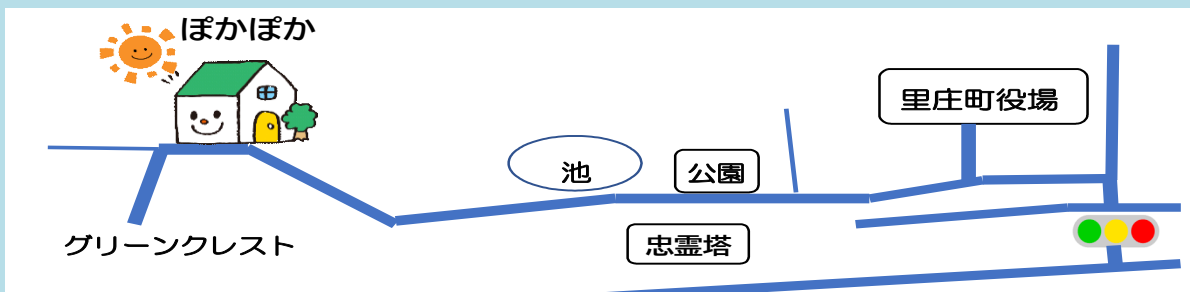 ぽかぽか
里庄町役場
池
公園
忠霊塔
グリーンクレスト